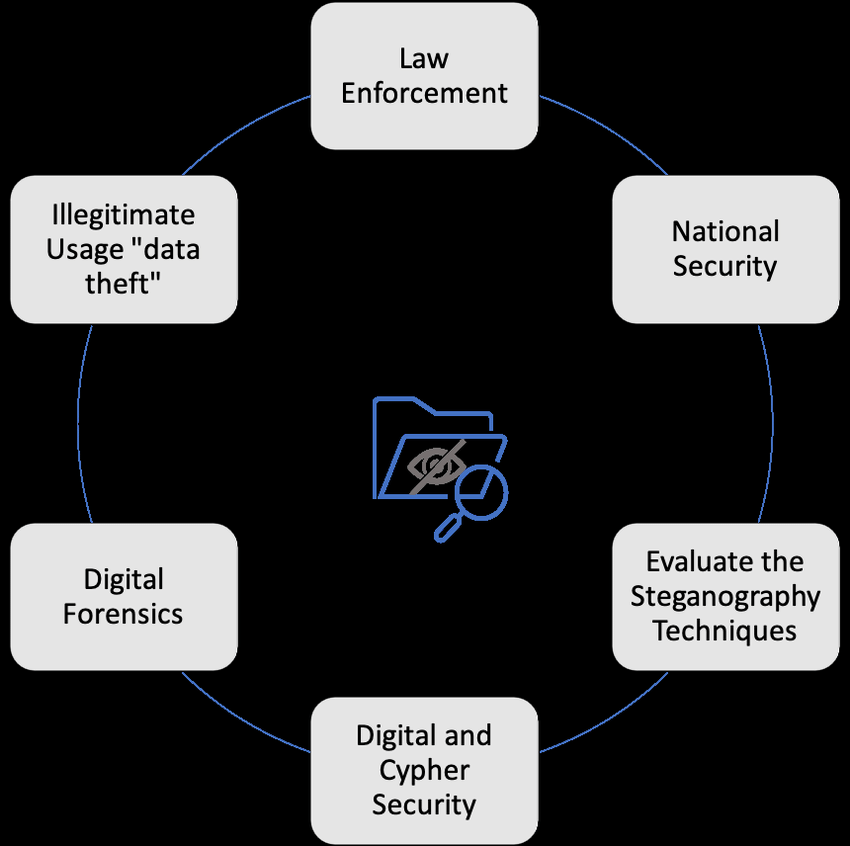 Law
Enforcement
National
Security
Evaluate the
Steganography
Techniques
Digital and
Cypher
Security
Digital
Forensics
Illegitimate
Usage "data
theft"